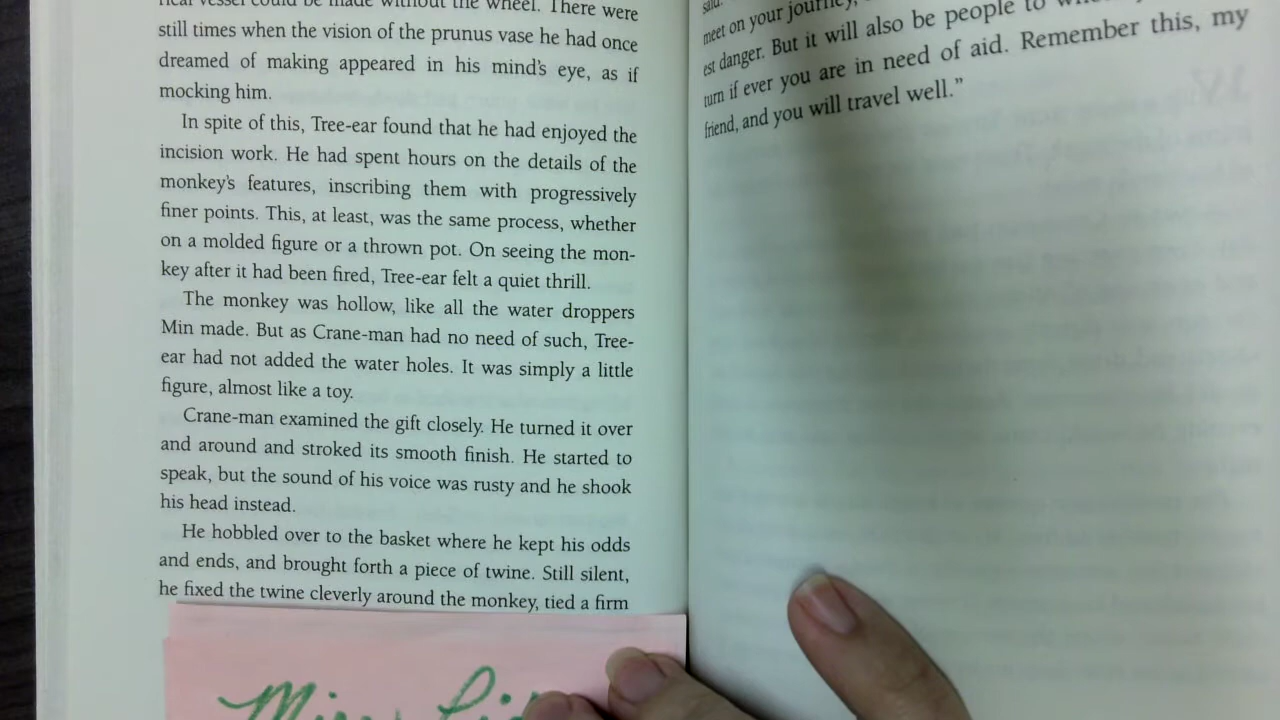 vessel could be made without the wheel. There were
still times when the vision of the prunus vase he had once
dreamed of making appeared in his mind's eye, as if
mocking him.
In spite of this, Tree-ear found that he had enjoyed the
incision work. He had spent hours on the details of the
monkey's features, inscribing them with progressively
finer points. This, at least, was the same process, whether
on a molded figure or a thrown pot. On seeing the mon-
key after it had been fired, Tree-ear felt a quiet thrill.
The monkey was hollow, like all the water droppers
Min made. But as Crane-man had no need of such, Tree-
ear had not added the water holes. It was simply a little
figure, almost like a toy.
Crane-man examined the gift closely. He turned it over
and around and stroked its smooth finish. He started to
speak, but the sound of his voice was rusty and he shook
his head instead.
He hobbled over to the basket where he kept his odds
and ends, and brought forth a piece of twine. Still silent,
he fixed the twine cleverly around the monkey, tied a firm
said.
meet on your journey,
est danger. But it will also be people to
turn if ever you are in need of aid. Remember this, my
friend, and you will travel well.”